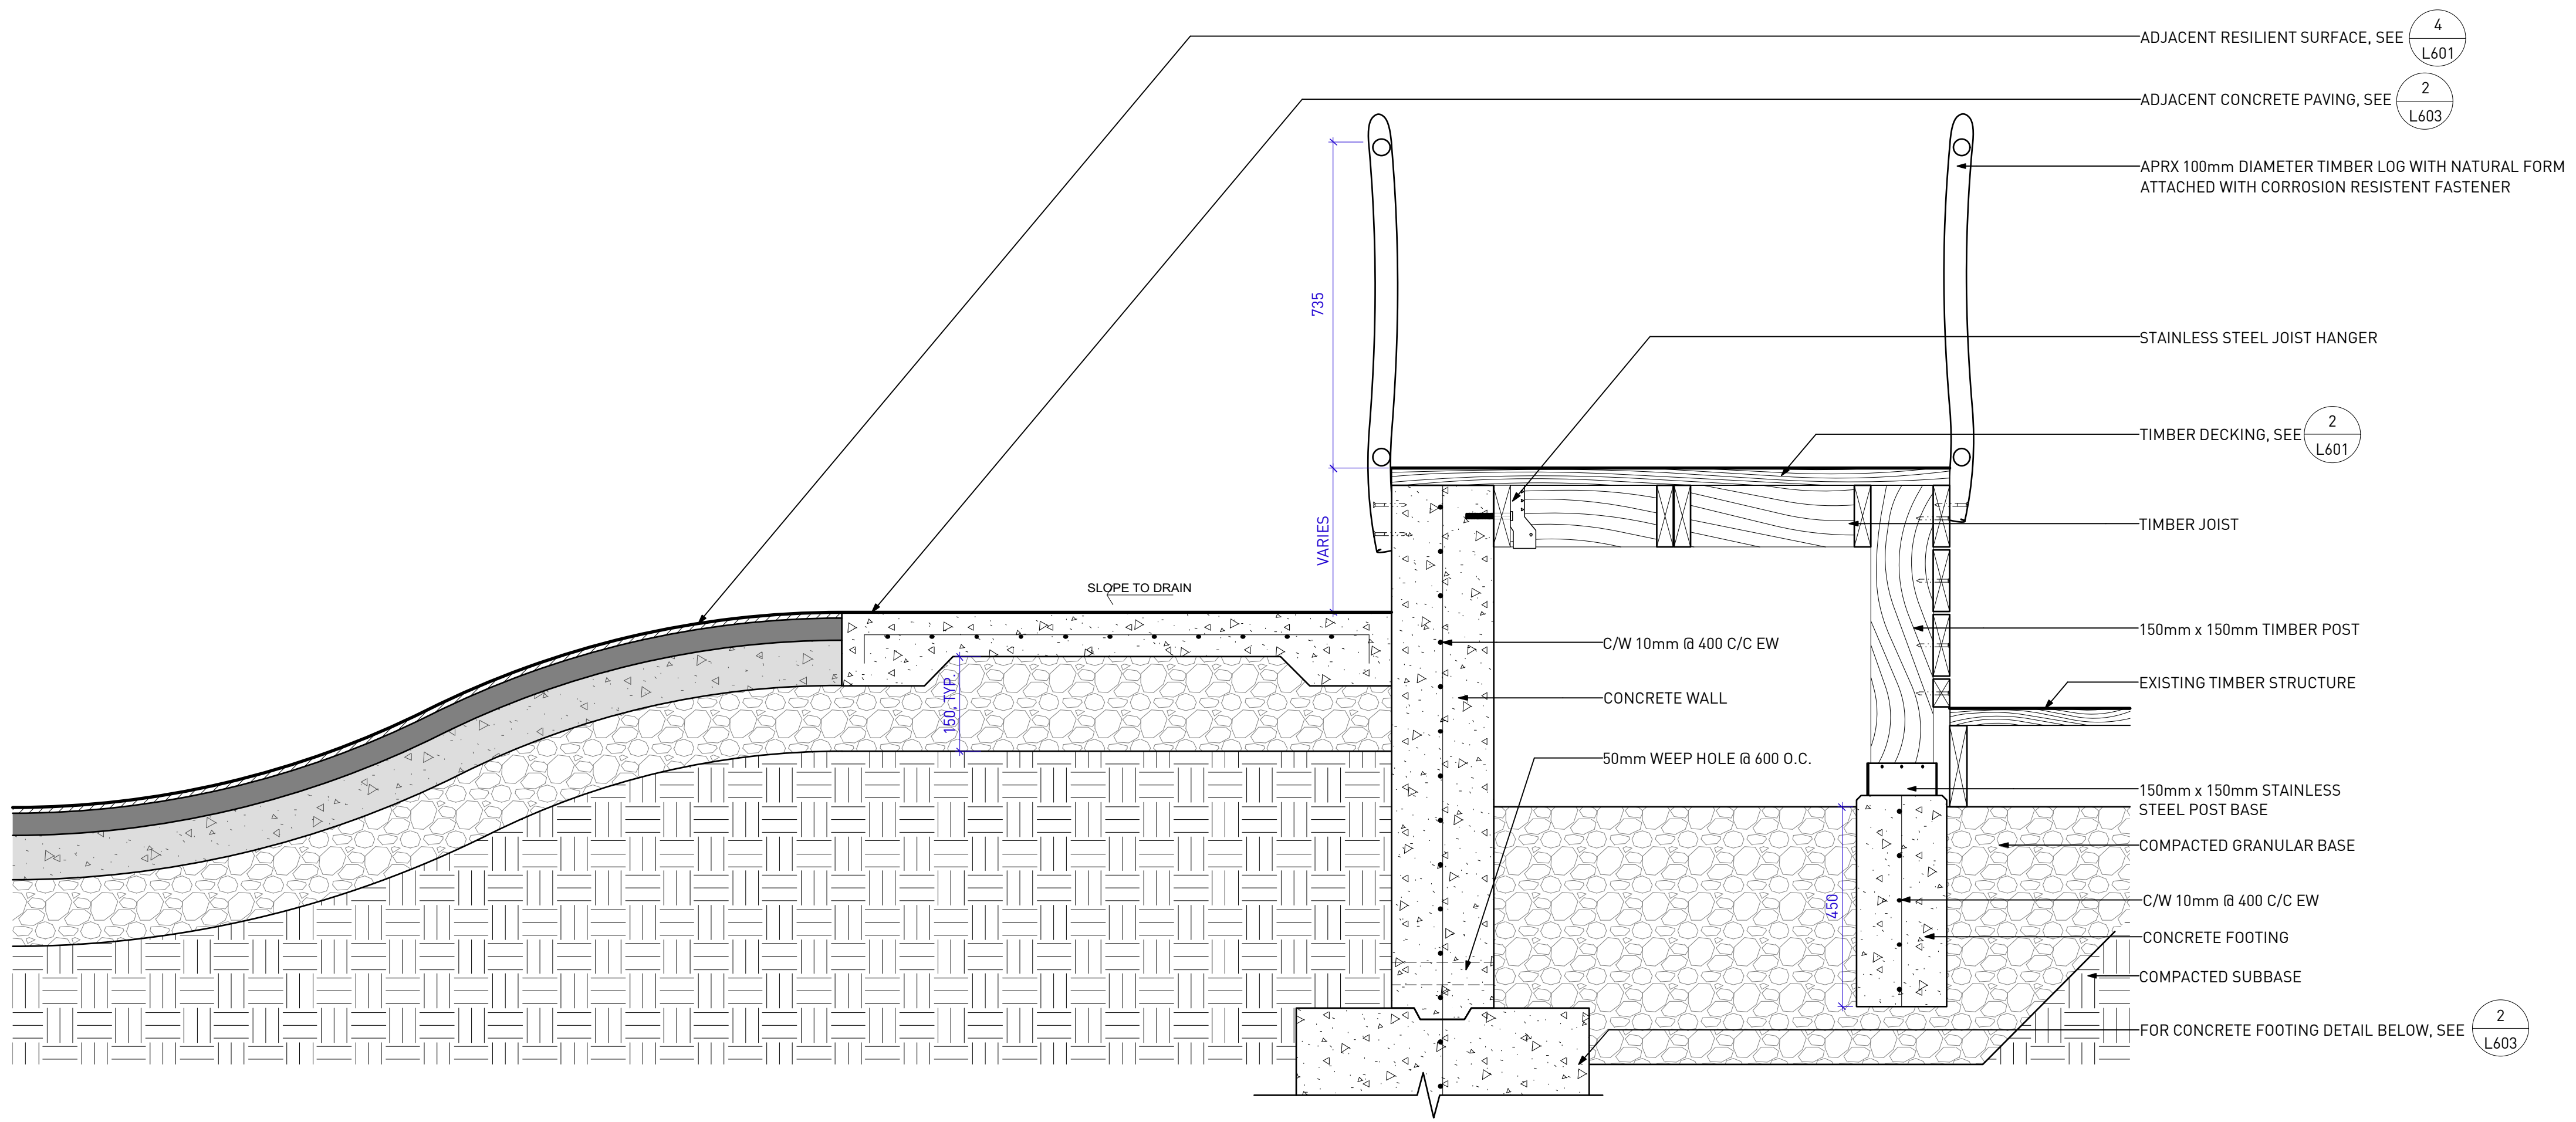 ADJACENT RESILIENT SURFACE, SEE
4
L601
ADJACENT CONCRETE PAVING, SEE
2
L603
APRX 100mm DIAMETER TIMBER LOG WITH NATURAL FORM
ATTACHED WITH CORROSION RESISTENT FASTENER
735
STAINLESS STEEL JOIST HANGER
TIMBER DECKING, SEE
2
L601
VARIES
TIMBER JOIST
SLOPE TO DRAIN
C/W 10mm @ 400 C/C EW
150mm x 150mm TIMBER POST
EXISTING TIMBER STRUCTURE
150, TYP.
CONCRETE WALL
50mm WEEP HOLE @ 600 O.C.
150mm x 150mm STAINLESS
STEEL POST BASE
COMPACTED GRANULAR BASE
450
C/W 10mm @ 400 C/C EW
CONCRETE FOOTING
COMPACTED SUBBASE
FOR CONCRETE FOOTING DETAIL BELOW, SEE
2
L603